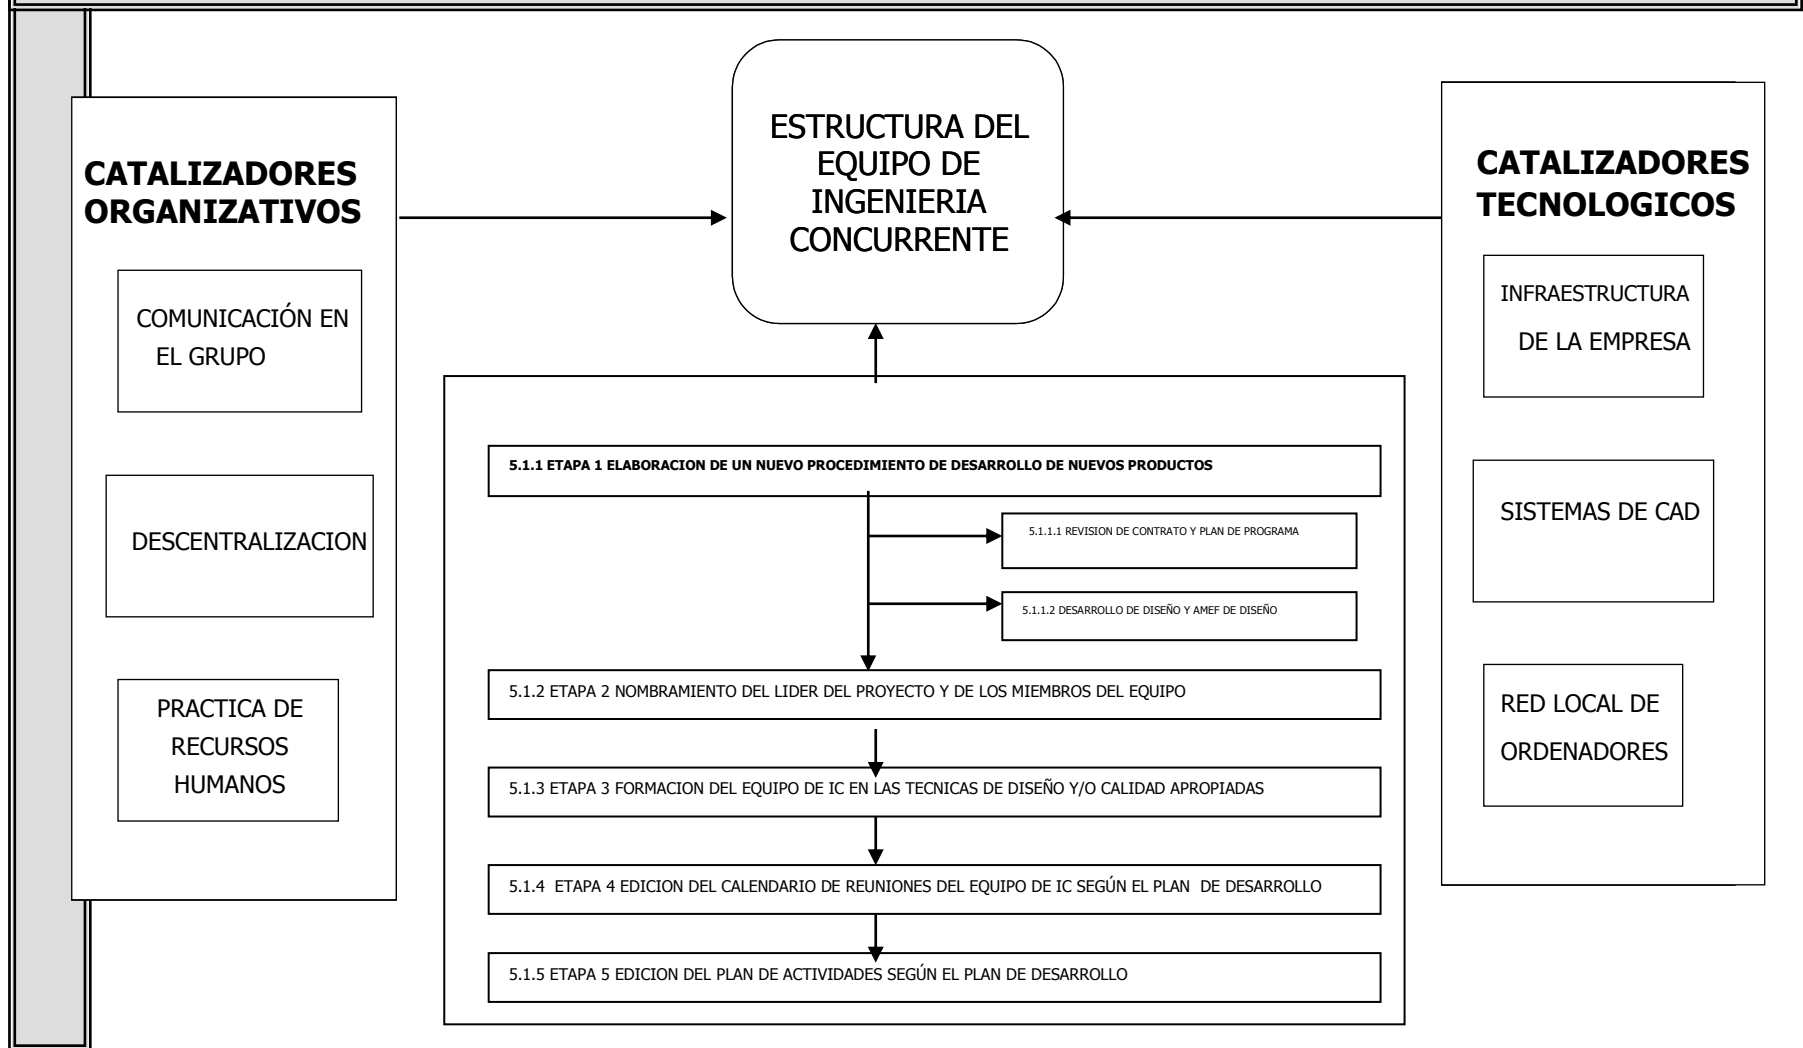 ESTRUCTURA DEL
EQUIPO DE
INGENIERIA
CONCURRENTE
CATALIZADORES
ORGANIZATIVOS
COMUNICACIÓN EN
EL GRUPO
DESCENTRALIZACION
PRACTICA DE
RECURSOS
HUMANOS
5.1.1 ETAPA 1 ELABORACION DE UN NUEVO PROCEDIMIENTO DE DESARROLLO DE NUEVOS PRODUCTOS
5.1.1.1 REVISION DE CONTRATO Y PLAN DE PROGRAMA
5.1.1.2 DESARROLLO DE DISEÑO Y AMEF DE DISEÑO
5.1.2 ETAPA 2 NOMBRAMIENTO DEL LIDER DEL PROYECTO Y DE LOS MIEMBROS DEL EQUIPO
5.1.3 ETAPA 3 FORMACION DEL EQUIPO DE IC EN LAS TECNICAS DE DISEÑO Y/O CALIDAD APROPIADAS
5.1.4 ETAPA 4 EDICION DEL CALENDARIO DE REUNIONES DEL EQUIPO DE IC SEGÚN EL PLAN DE DESARROLLO
5.1.5 ETAPA 5 EDICION DEL PLAN DE ACTIVIDADES SEGÚN EL PLAN DE DESARROLLO
CATALIZADORES
TECNOLOGICOS
INFRAESTRUCTURA
DE LA EMPRESA
SISTEMAS DE CAD
RED LOCAL DE
ORDENADORES